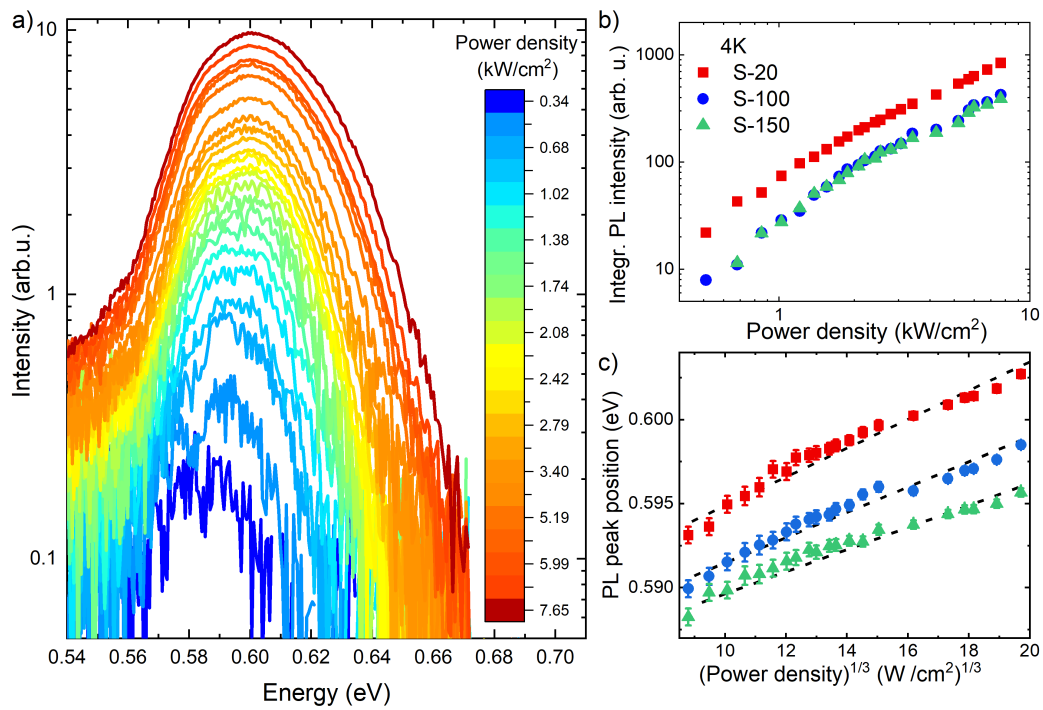 a)
10
1
0.1
Intensity (arb.u.)
0.54
0.56
0.58
0.60
0.62
0.64
0.66
0.68
0.70
Energy (eV)
Power density
(kW/cm²)
0.34
0.68
1.02
1.38
1.74
2.08
2.42
2.79
3.40
5.19
5.99
7.65
b)
1000
100
10
Integr. PL intensity (arb. u.)
4K
S-20
S-100
S-150
1
10
Power density (kW/cm²)
c)
0.600
0.595
0.590
PL peak position (eV)
10
12
14
16
18
20
(Power density)¹ᐟ³ (W /cm²)¹ᐟ³